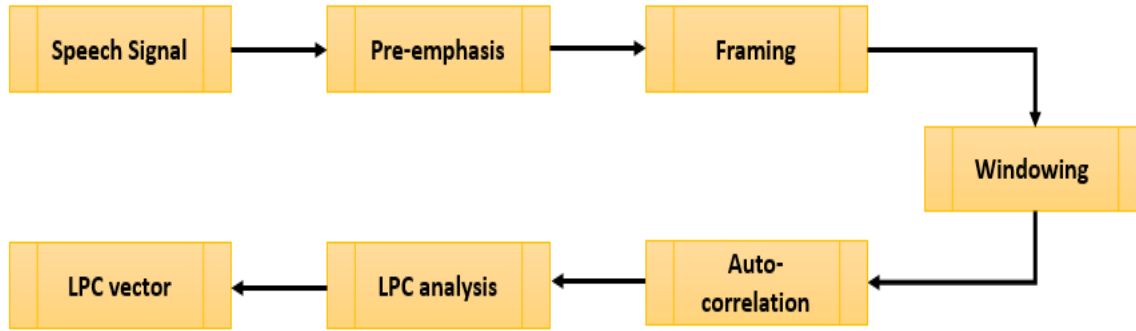 Speech Signal
Pre-emphasis
Framing
Windowing
Auto-
correlation
LPC analysis
LPC vector